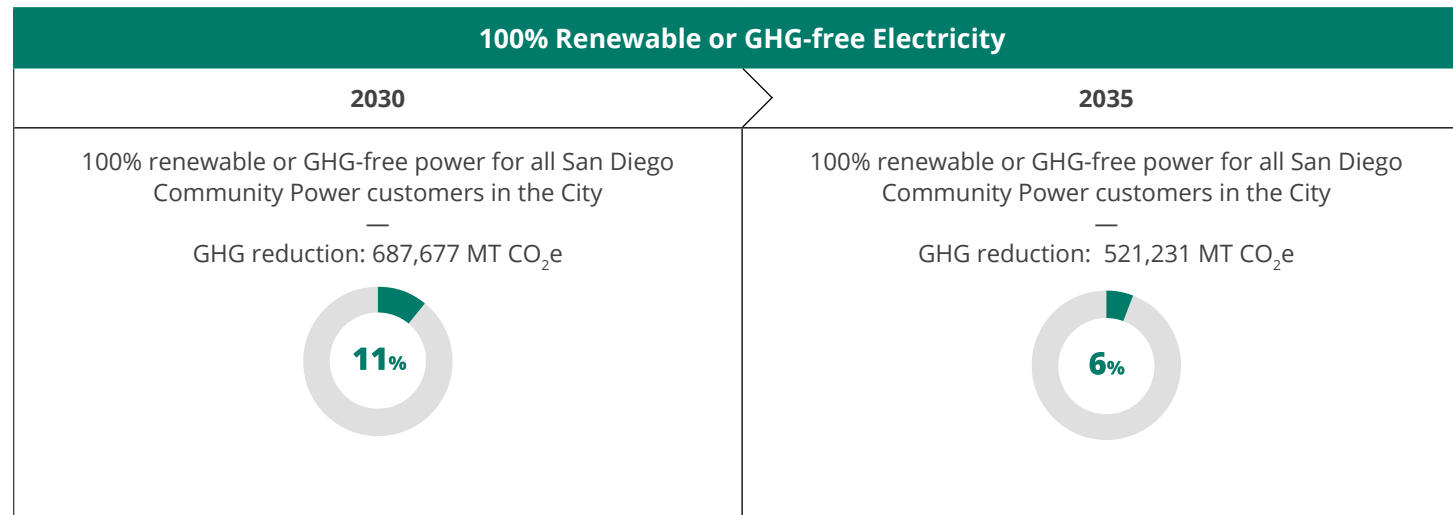 100% Renewable or GHG-free Electricity
2030
2035
100% renewable or GHG-free power for all San Diego
Community Power customers in the City
—
GHG reduction: 687,677 MT CO₂e
11%
100% renewable or GHG-free power for all San Diego
Community Power customers in the City
—
GHG reduction: 521,231 MT CO₂e
6%